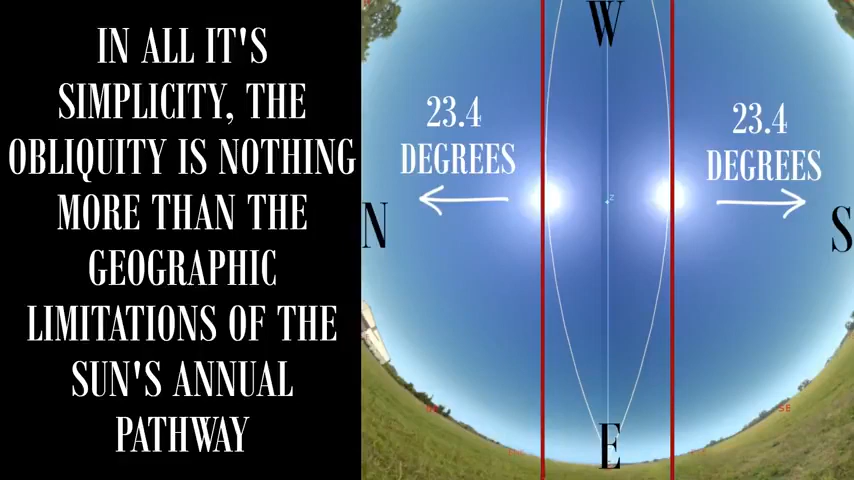 IN ALL IT'S
SIMPLICITY, THE
OBLIQUITY IS NOTHING
MORE THAN THE
GEOGRAPHIC
LIMITATIONS OF THE
SUN'S ANNUAL
PATHWAY
W
23.4
DEGREES
23.4
DEGREES
N
S
Z
SE
E